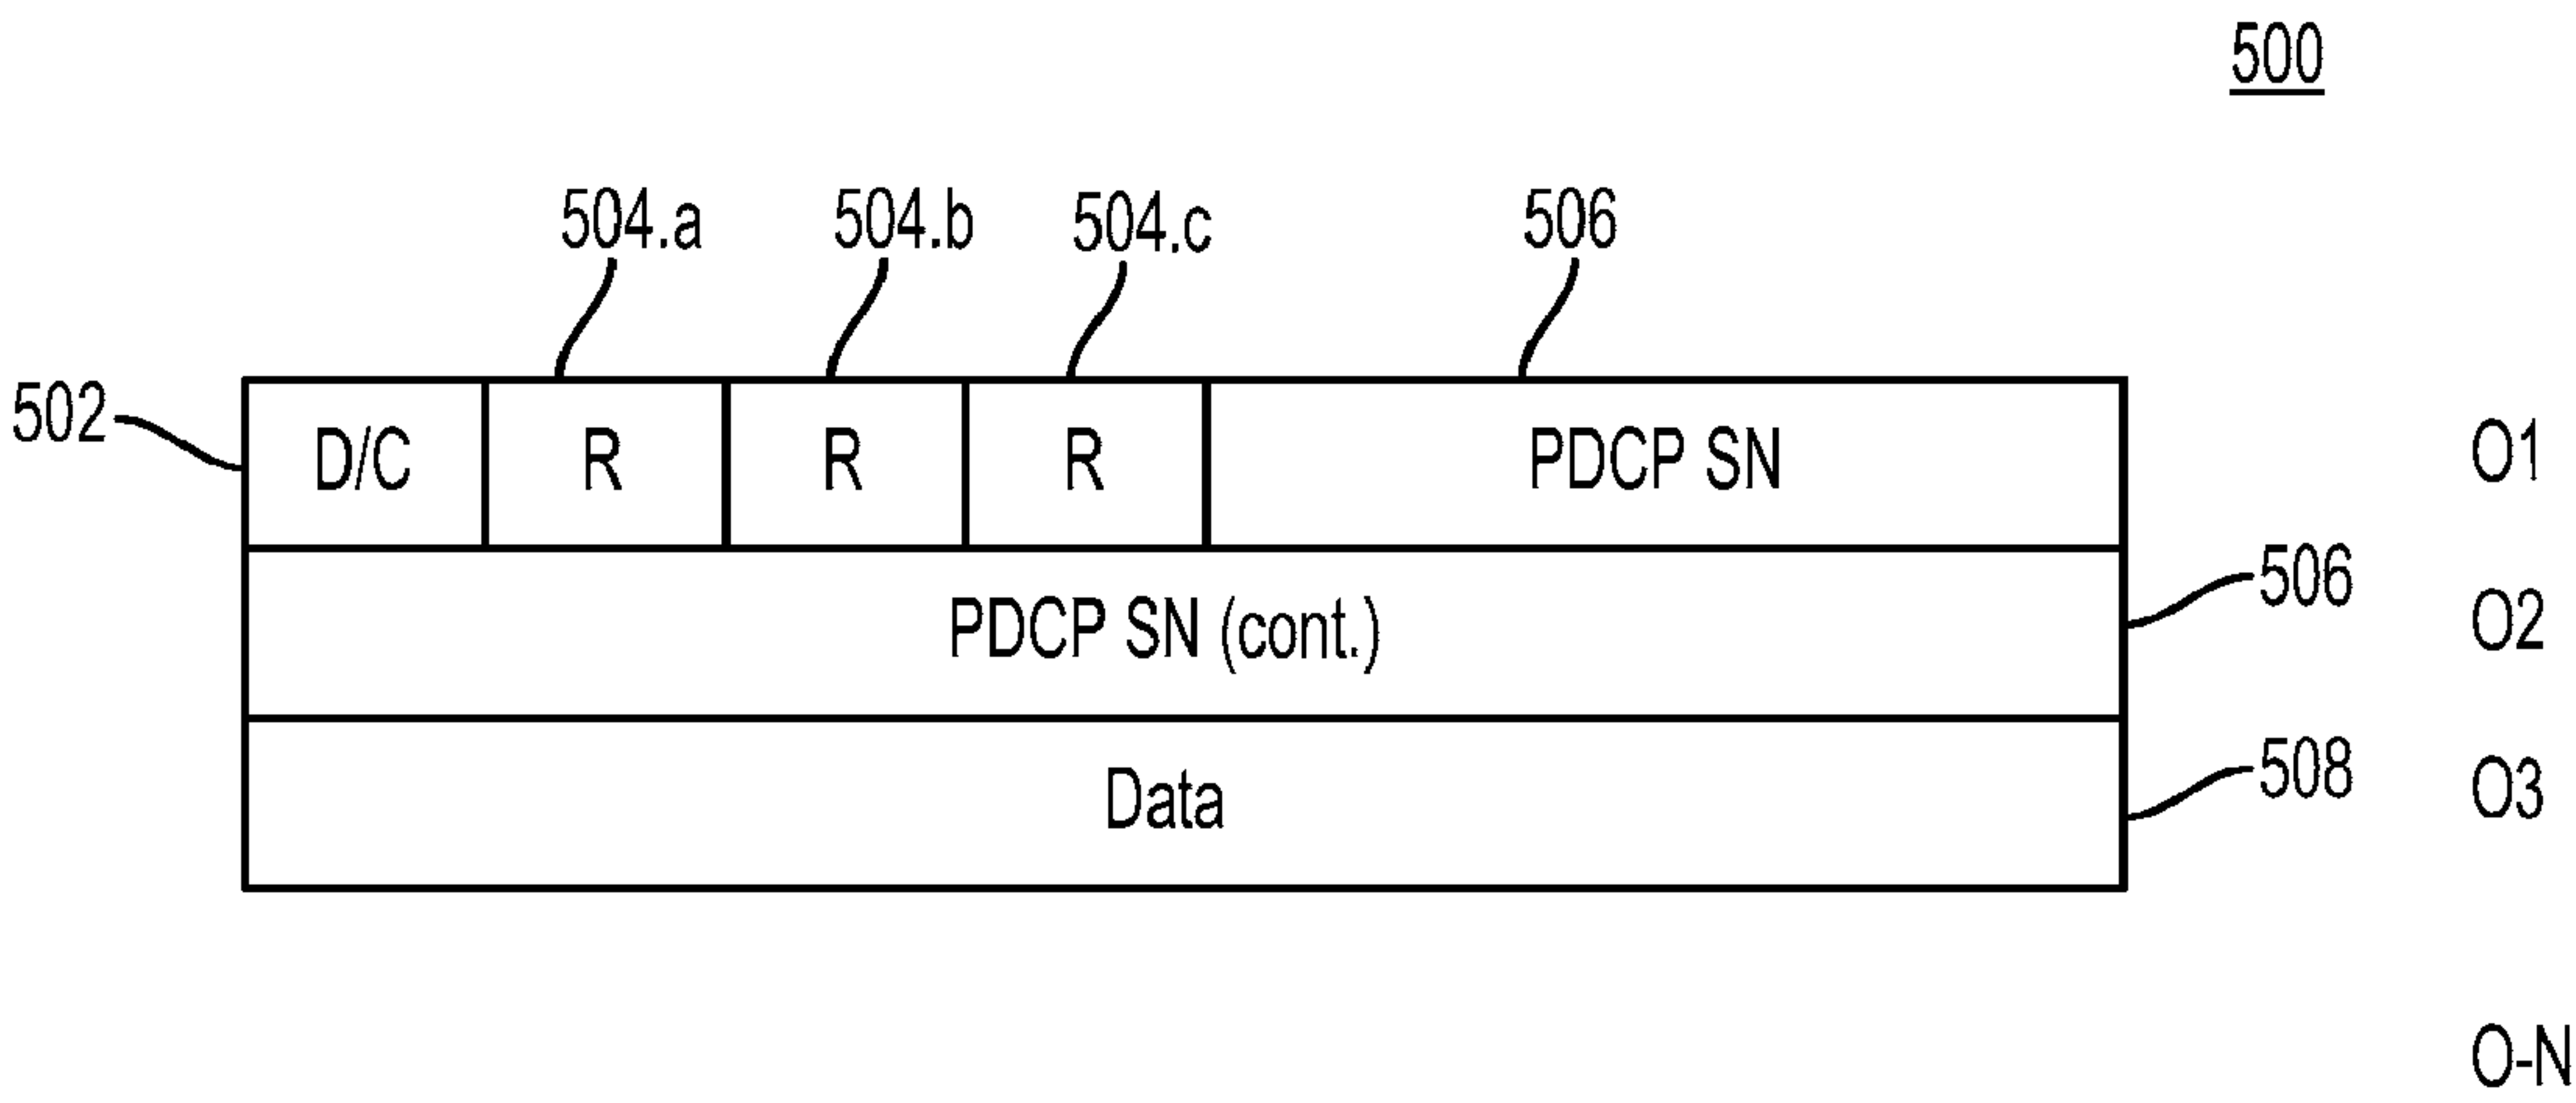 500
504.a 504.b 504.c 506
502 D/C R R R PDCP SN O1
PDCP SN (cont.) 506 O2
Data 508 O3
O-N